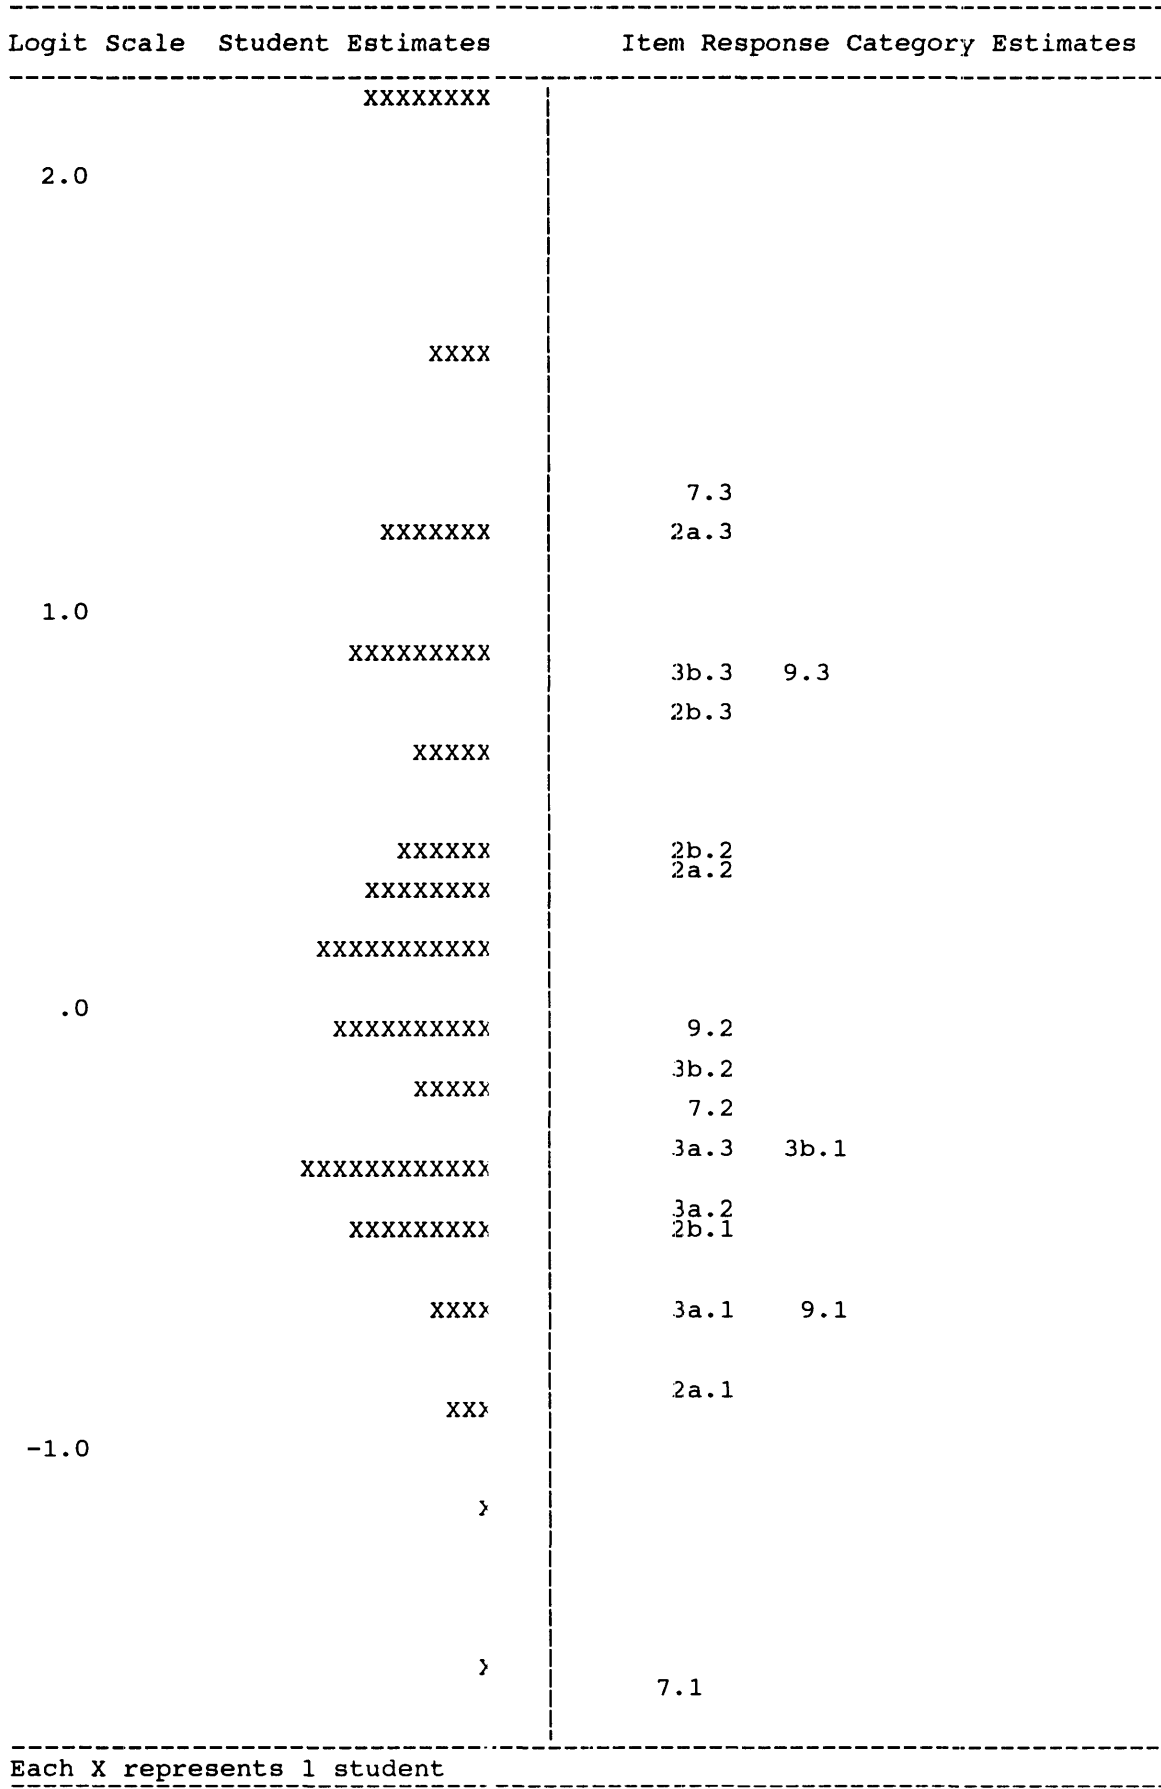 Logit Scale Student Estimates Item Response Category Estimates
XXXXXXXX
2.0
XXXX
7.3
XXXXXXX 2a.3
1.0
XXXXXXXXX
3b.3 9.3
2b.3
XXXXX
XXXXXX 2b.2
2a.2
XXXXXXXX
XXXXXXXXXXX
.0
XXXXXXXXXX 9.2
3b.2
XXXXX
7.2
3a.3 3b.1
XXXXXXXXXXXX
3a.2
XXXXXXXXX 2b.1
XXXX 3a.1 9.1
2a.1
XXX
-1.0
X
X
7.1
Each X represents 1 student